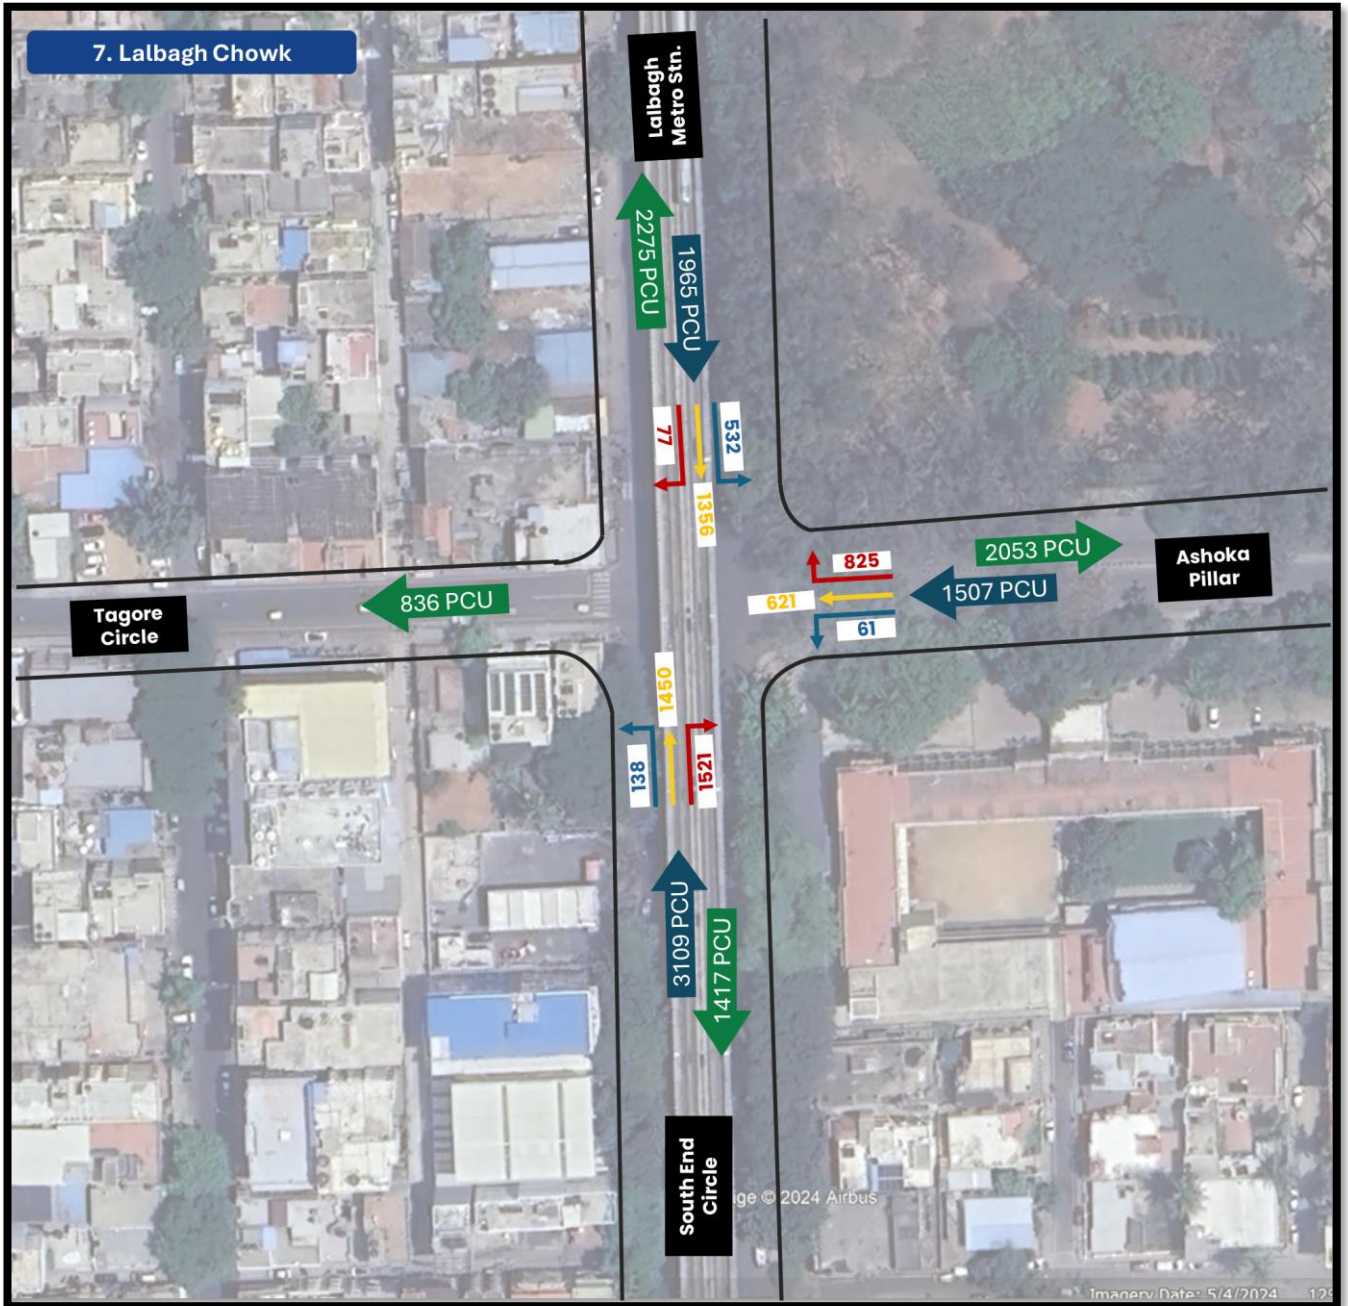 7. Lalbagh Chowk
Lalbagh
Metro Stn.
2275 PCU
1965 PCU
77
1356
532
2053 PCU
Ashoka
Pillar
825
1507 PCU
621
61
836 PCU
Tagore
Circle
1450
138
1521
3109 PCU
1417 PCU
South End
Circle
ge © 2024 Airbus
Imagery Date: 5/4/2024 129